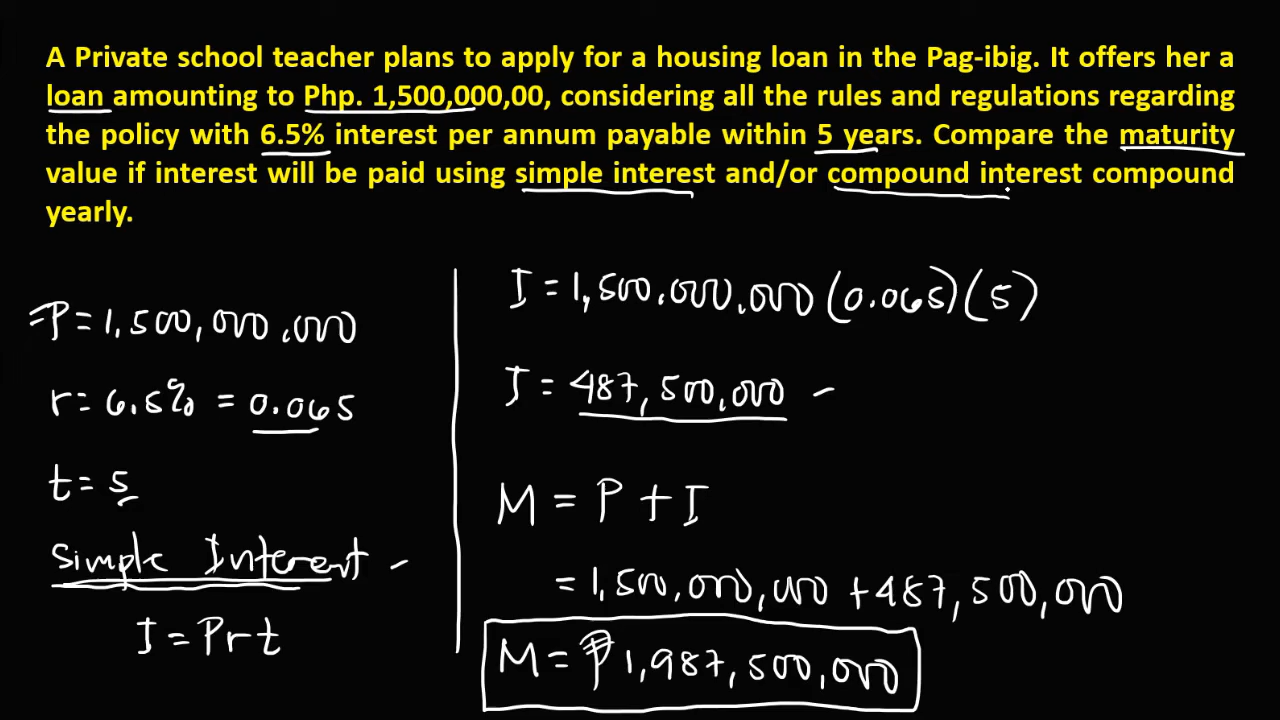 A Private school teacher plans to apply for a housing loan in the Pag-ibig. It offers her a
loan amounting to Php. 1,500,000,00, considering all the rules and regulations regarding
the policy with 6.5% interest per annum payable within 5 years. Compare the maturity
value if interest will be paid using simple interest and/or compound interest compound
yearly.
P = 1,500,000.000
r = 6.5% = 0.065
t = 5
Simple Interest
I = Prt
I = 1,500.000,000 (0.065)(5)
I = 487,500,000
M = P + I
= 1,500,000,000 + 487,500,000
M = ₱1,987,500,000